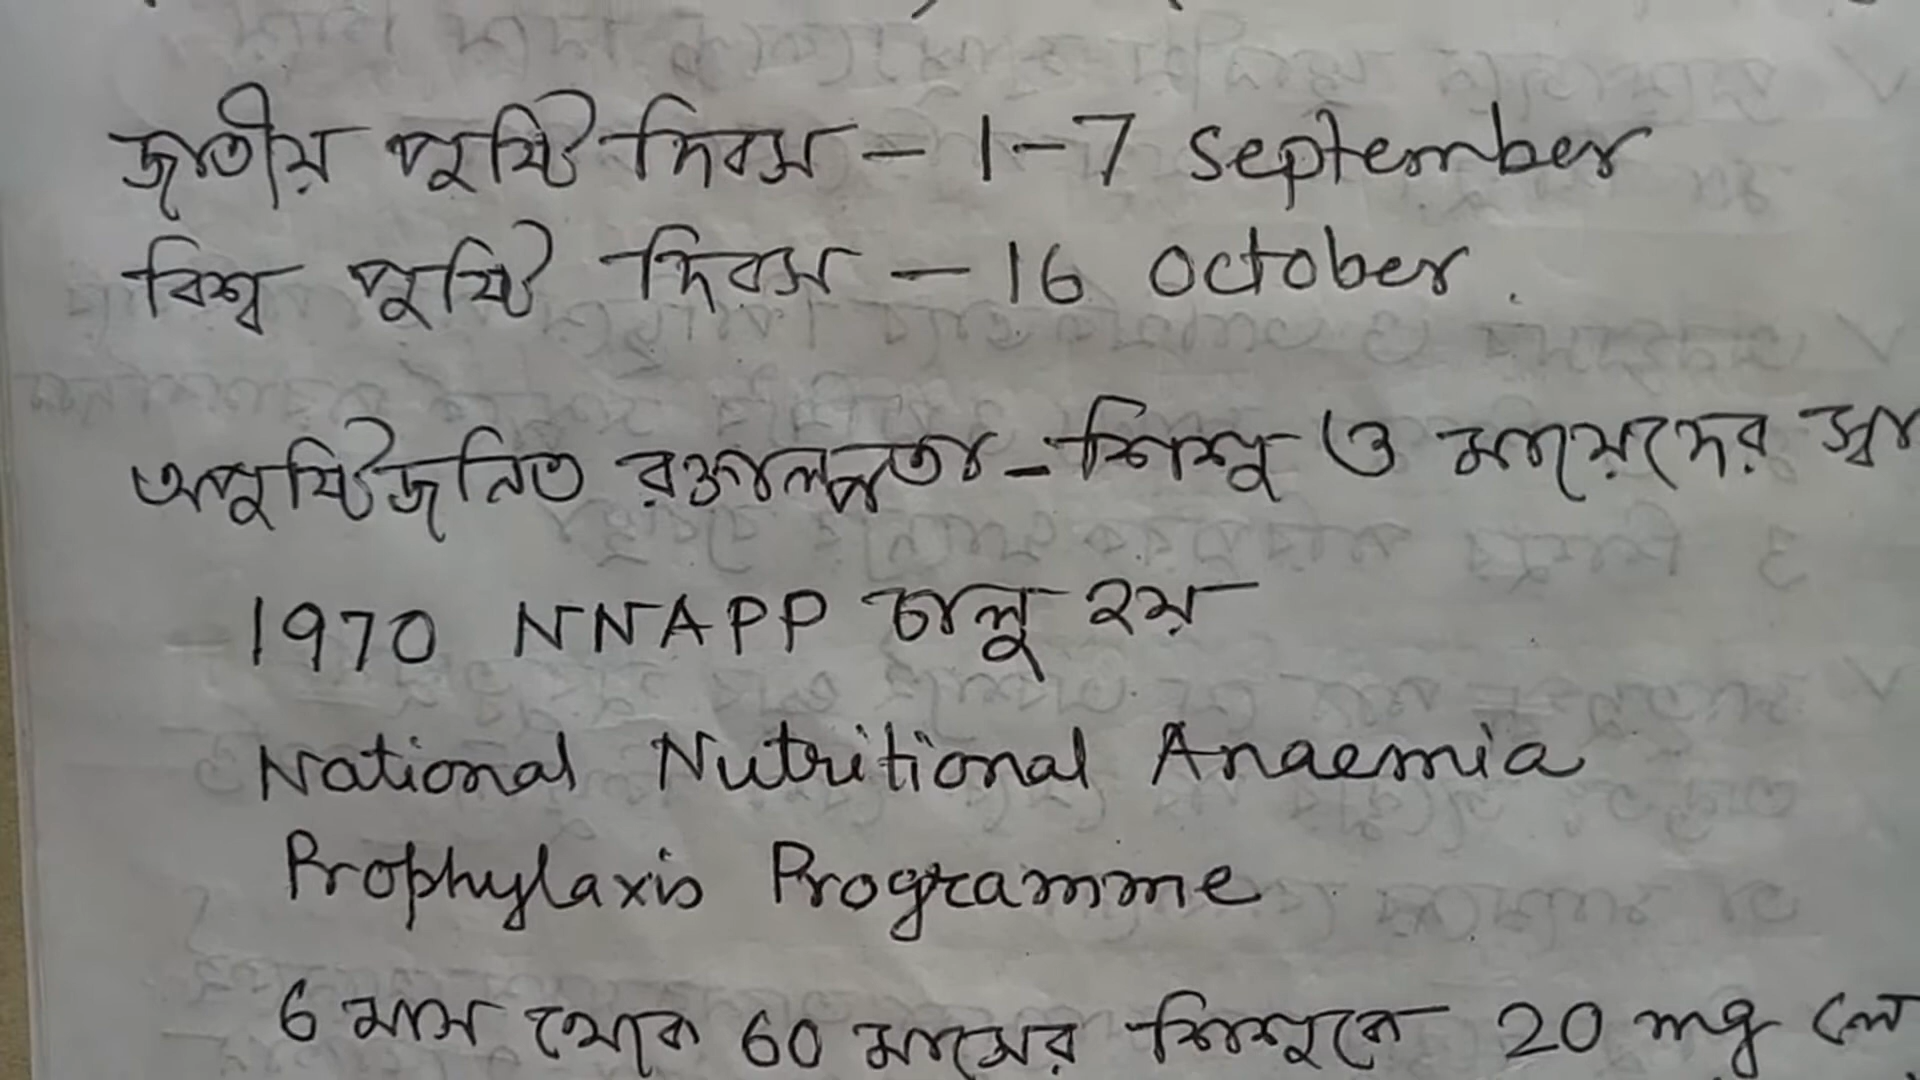 জাতীয় পুষ্টি দিবস – 1-7 September
বিশ্ব পুষ্টি দিবস – 16 October.
অপুষ্টিজনিত রক্তাল্পতা - শিশু ও মায়েদের স্বা
1970 NNAPP চালু হয়
National Nutritional Anaemia
Prophylaxis Programme
6 মাস থেকে 60 মাসের শিশুকে 20 mg লে